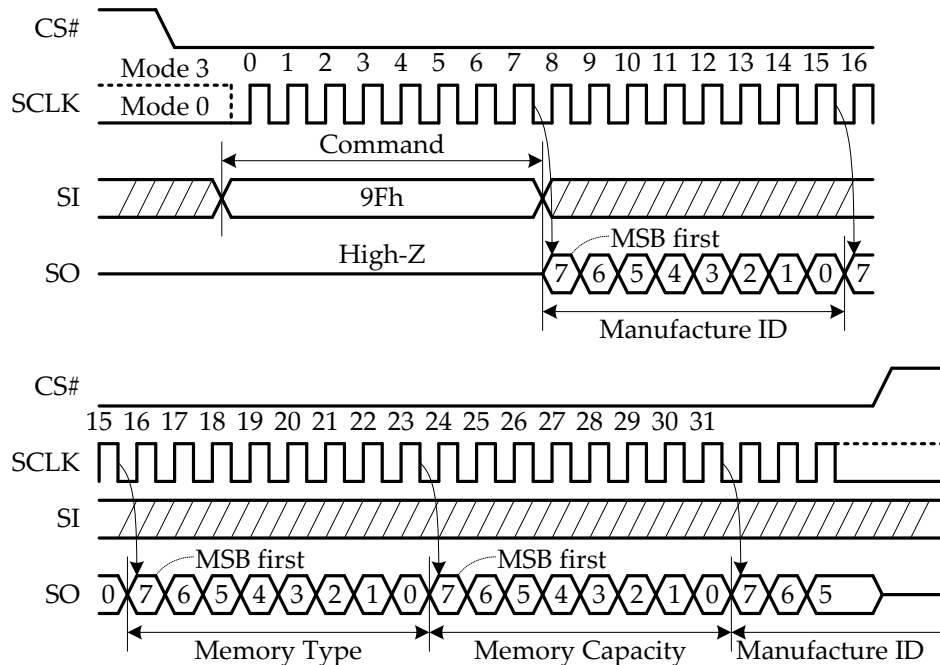 CS#
Mode 3
0 1 2 3 4 5 6 7 8 9 10 11 12 13 14 15 16
SCLK
Mode 0
Command
SI
9Fh
High-Z
MSB first
SO
7 6 5 4 3 2 1 0 7
Manufacture ID
CS#
15 16 17 18 19 20 21 22 23 24 25 26 27 28 29 30 31
SCLK
SI
MSB first
MSB first
SO
0 7 6 5 4 3 2 1 0 7 6 5 4 3 2 1 0 7 6 5
Memory Type
Memory Capacity
Manufacture ID